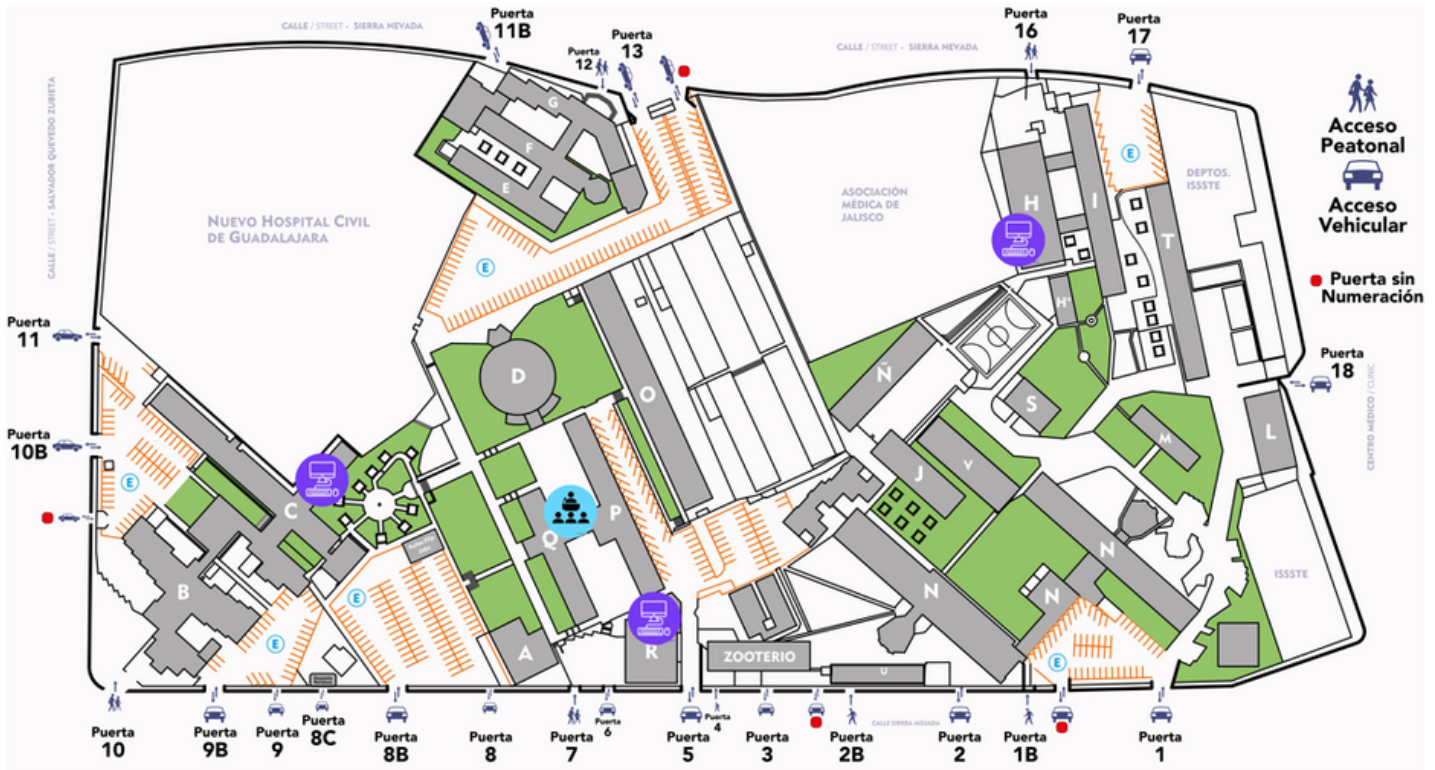 CALLE / STREET - SIERRA NEVADA
Puerta
11B
Puerta
12
Puerta
13
CALLE / STREET - SIERRA NEVADA
Puerta
16
Puerta
17
Acceso
Peatonal
Acceso
Vehicular
Puerta sin
Numeración
CALLE / STREET - SALVADOR QUEVEDO ZUBIETA
NUEVO HOSPITAL CIVIL
DE GUADALAJARA
G
F
E
E
ASOCIACIÓN
MÉDICA DE
JALISCO
H
I
E
T
DEPTOS.
ISSSTE
H'
Puerta
11
D
O
Ñ
S
M
L
Puerta
18
CENTRO MÉDICO / CLINIC
Puerta
10B
E
C
B
E
E
Q
P
A
R
J
V
N
N
N
E
ISSSTE
ZOOTERIO
U
CALLE SIERRA MOJADA
Puerta
10
Puerta
9B
Puerta
9
Puerta
8C
Puerta
8B
Puerta
8
Puerta
7
Puerta
6
Puerta
5
Puerta
4
Puerta
3
Puerta
2B
Puerta
2
Puerta
1B
Puerta
1